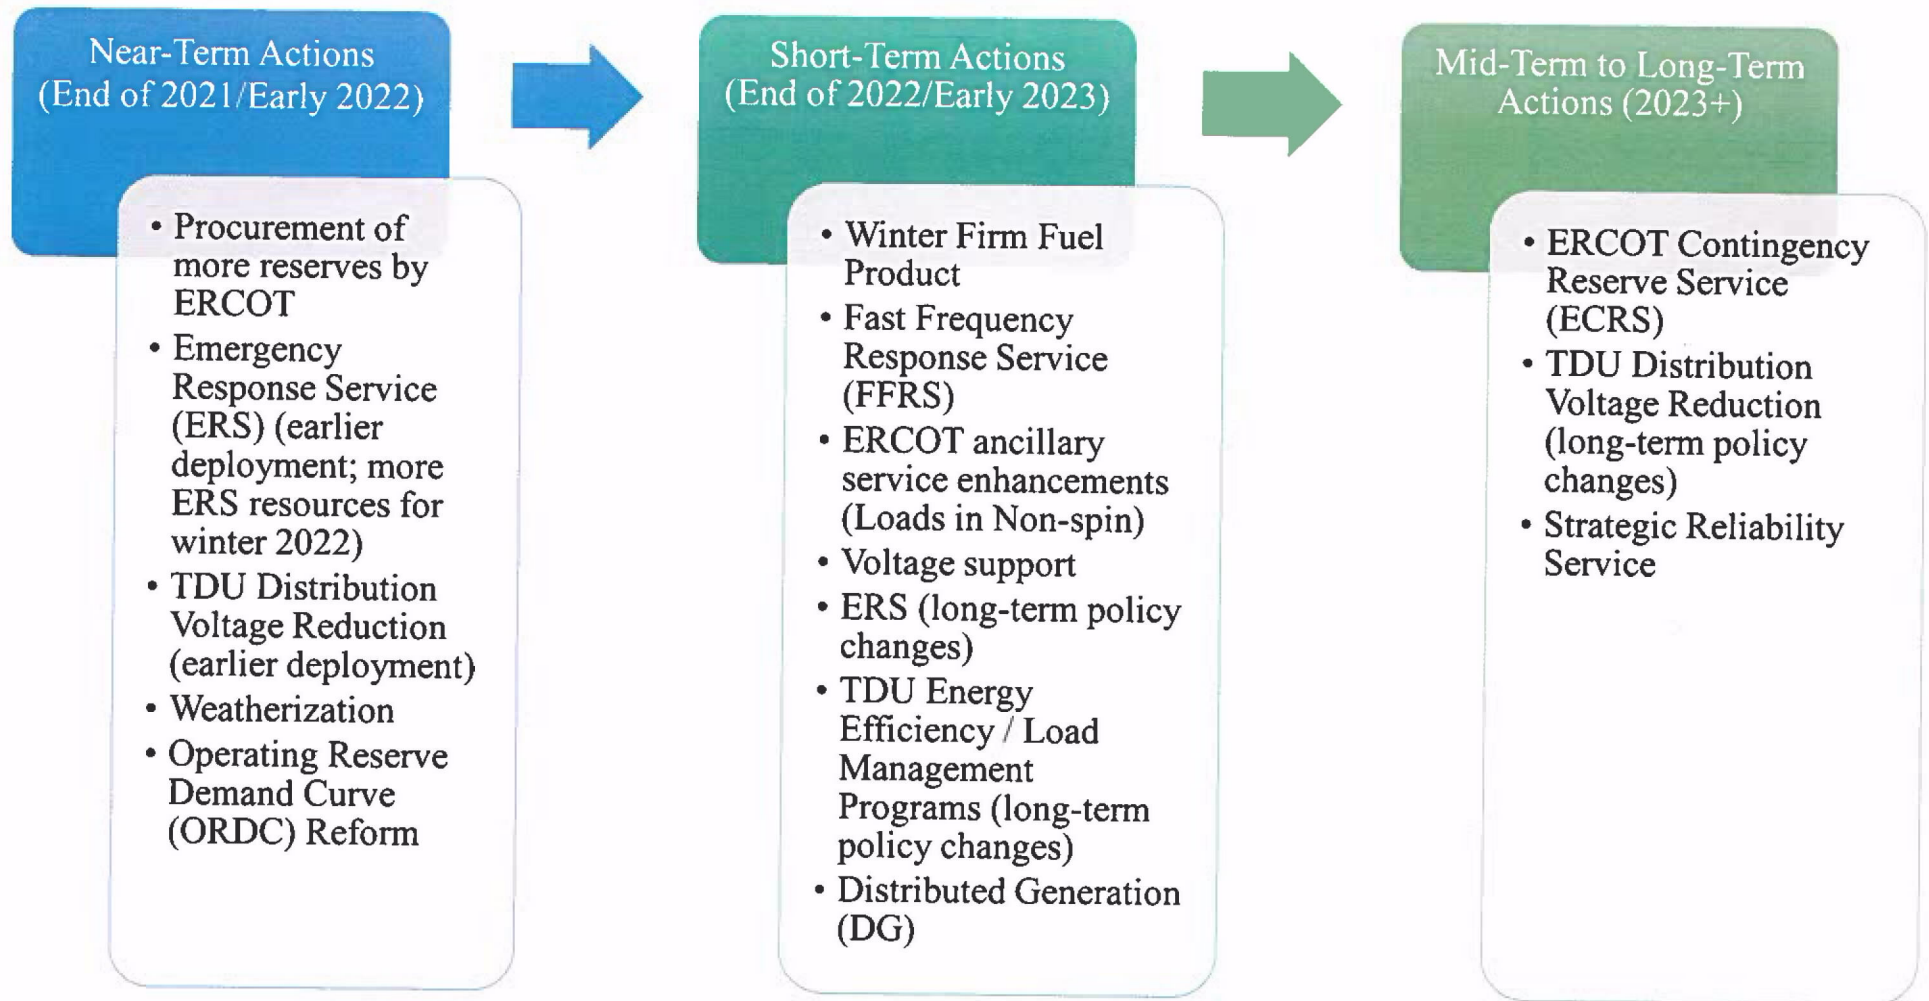 Near-Term Actions
(End of 2021/Early 2022)
• Procurement of
more reserves by
ERCOT
• Emergency
Response Service
(ERS) (earlier
deployment; more
ERS resources for
winter 2022)
• TDU Distribution
Voltage Reduction
(earlier deployment)
• Weatherization
• Operating Reserve
Demand Curve
(ORDC) Reform
Short-Term Actions
(End of 2022/Early 2023)
• Winter Firm Fuel
Product
• Fast Frequency
Response Service
(FFRS)
• ERCOT ancillary
service enhancements
(Loads in Non-spin)
• Voltage support
• ERS (long-term policy
changes)
• TDU Energy
Efficiency / Load
Management
Programs (long-term
policy changes)
• Distributed Generation
(DG)
Mid-Term to Long-Term
Actions (2023+)
• ERCOT Contingency
Reserve Service
(ECRS)
• TDU Distribution
Voltage Reduction
(long-term policy
changes)
• Strategic Reliability
Service